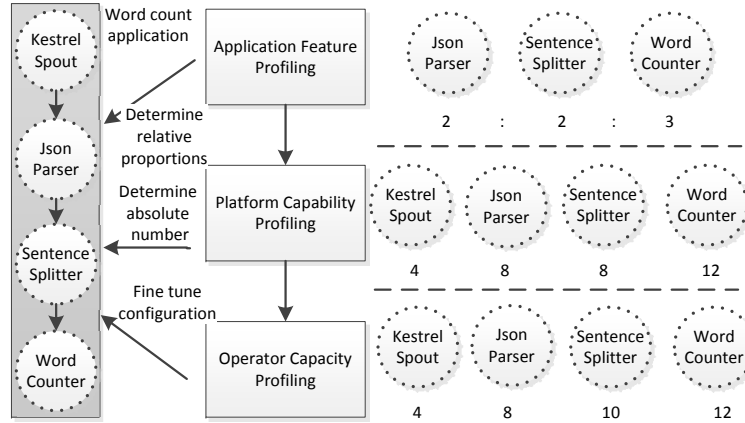 Kestrel
Spout
Json
Parser
Sentence
Splitter
Word
Counter
Word count
application
Determine
relative
proportions
Determine
absolute
number
Fine tune
configuration
Application Feature
Profiling
Platform Capability
Profiling
Operator Capacity
Profiling
Json
Parser
Sentence
Splitter
Word
Counter
2 : 2 : 3
Kestrel
Spout
Json
Parser
Sentence
Splitter
Word
Counter
4 8 8 12
Kestrel
Spout
Json
Parser
Sentence
Splitter
Word
Counter
4 8 10 12